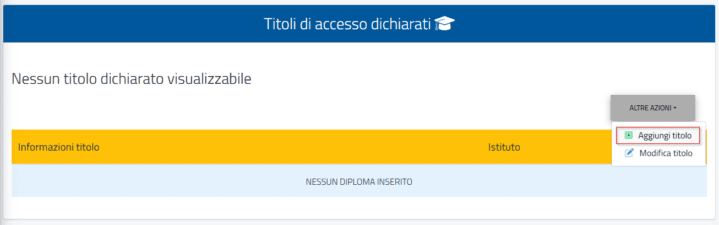 Titoli di accesso dichiarati
Nessun titolo dichiarato visualizzabile
ALTRE AZIONI
Aggiungi titolo
Modifica titolo
Informazioni titolo
Istituto
NESSUN DIPLOMA INSERITO